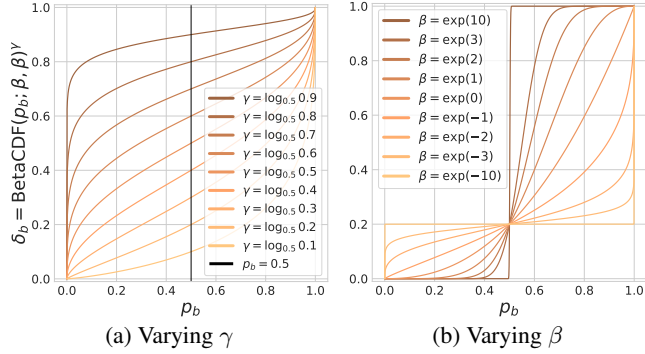 δ_b = BetaCDF(p_b; β, β)^γ
1.0
0.8
0.6
0.4
0.2
0.0
0.0 0.2 0.4 0.6 0.8 1.0
p_b
γ = log_0.5 0.9
γ = log_0.5 0.8
γ = log_0.5 0.7
γ = log_0.5 0.6
γ = log_0.5 0.5
γ = log_0.5 0.4
γ = log_0.5 0.3
γ = log_0.5 0.2
γ = log_0.5 0.1
p_b = 0.5
(a) Varying γ
1.0
0.8
0.6
0.4
0.2
0.0
0.0 0.2 0.4 0.6 0.8 1.0
p_b
β = exp(10)
β = exp(3)
β = exp(2)
β = exp(1)
β = exp(0)
β = exp(−1)
β = exp(−2)
β = exp(−3)
β = exp(−10)
(b) Varying β